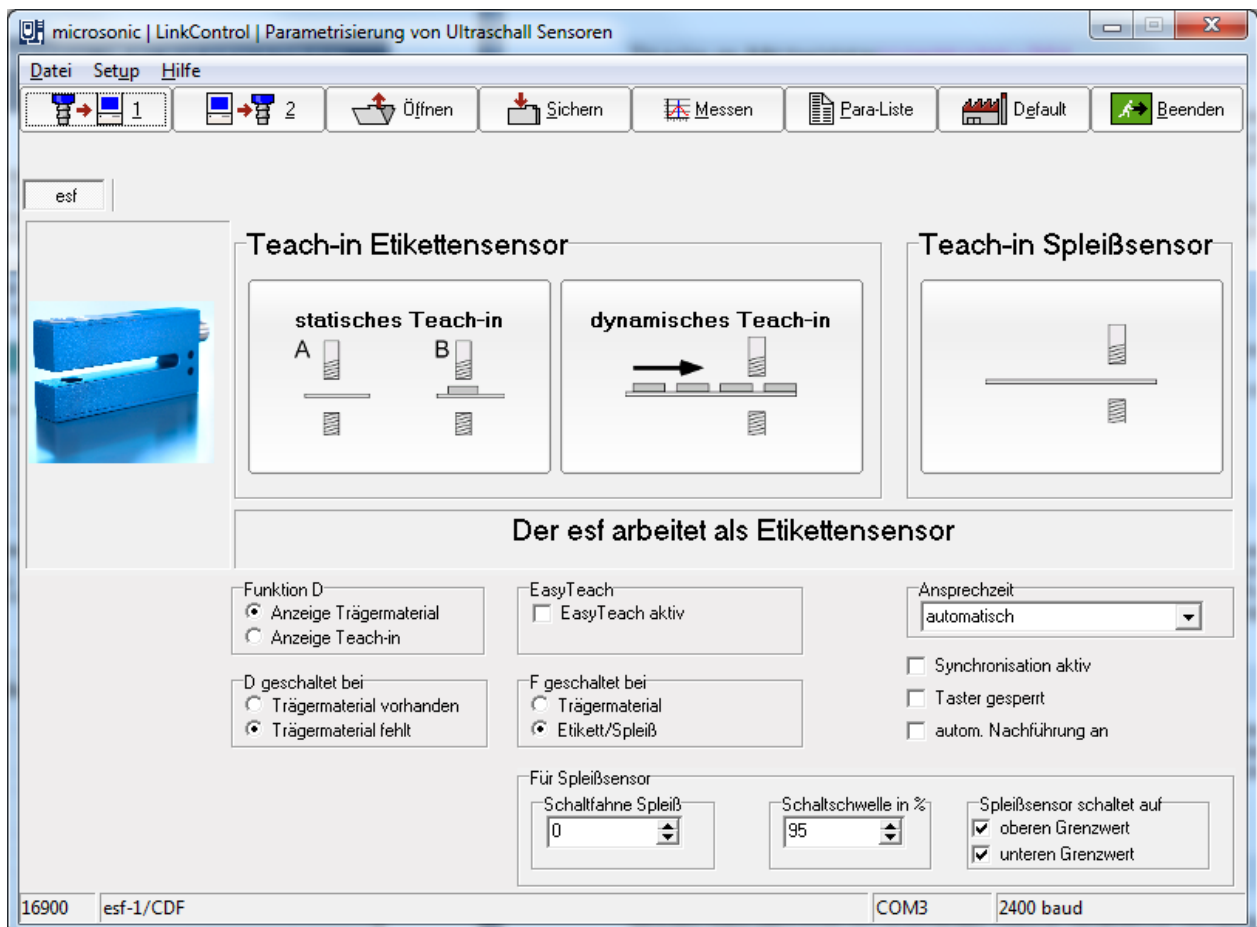 microsonic | LinkControl | Parametrisierung von Ultraschall Sensoren
Datei Setup Hilfe
1 2 Öffnen Sichern Messen Para-Liste Default Beenden
esf
Teach-in Etikettensensor
Teach-in Spleißsensor
statisches Teach-in
A B
dynamisches Teach-in
Der esf arbeitet als Etikettensensor
Funktion D
Anzeige Trägermaterial
Anzeige Teach-in
EasyTeach
EasyTeach aktiv
Ansprechzeit
automatisch
D geschaltet bei
Trägermaterial vorhanden
Trägermaterial fehlt
F geschaltet bei
Trägermaterial
Etikett/Spleiß
Synchronisation aktiv
Taster gesperrt
autom. Nachführung an
Für Spleißsensor
Schaltfahne Spleiß
0
Schaltschwelle in %
95
Spleißsensor schaltet auf
oberen Grenzwert
unteren Grenzwert
16900 esf-1/CDF COM3 2400 baud